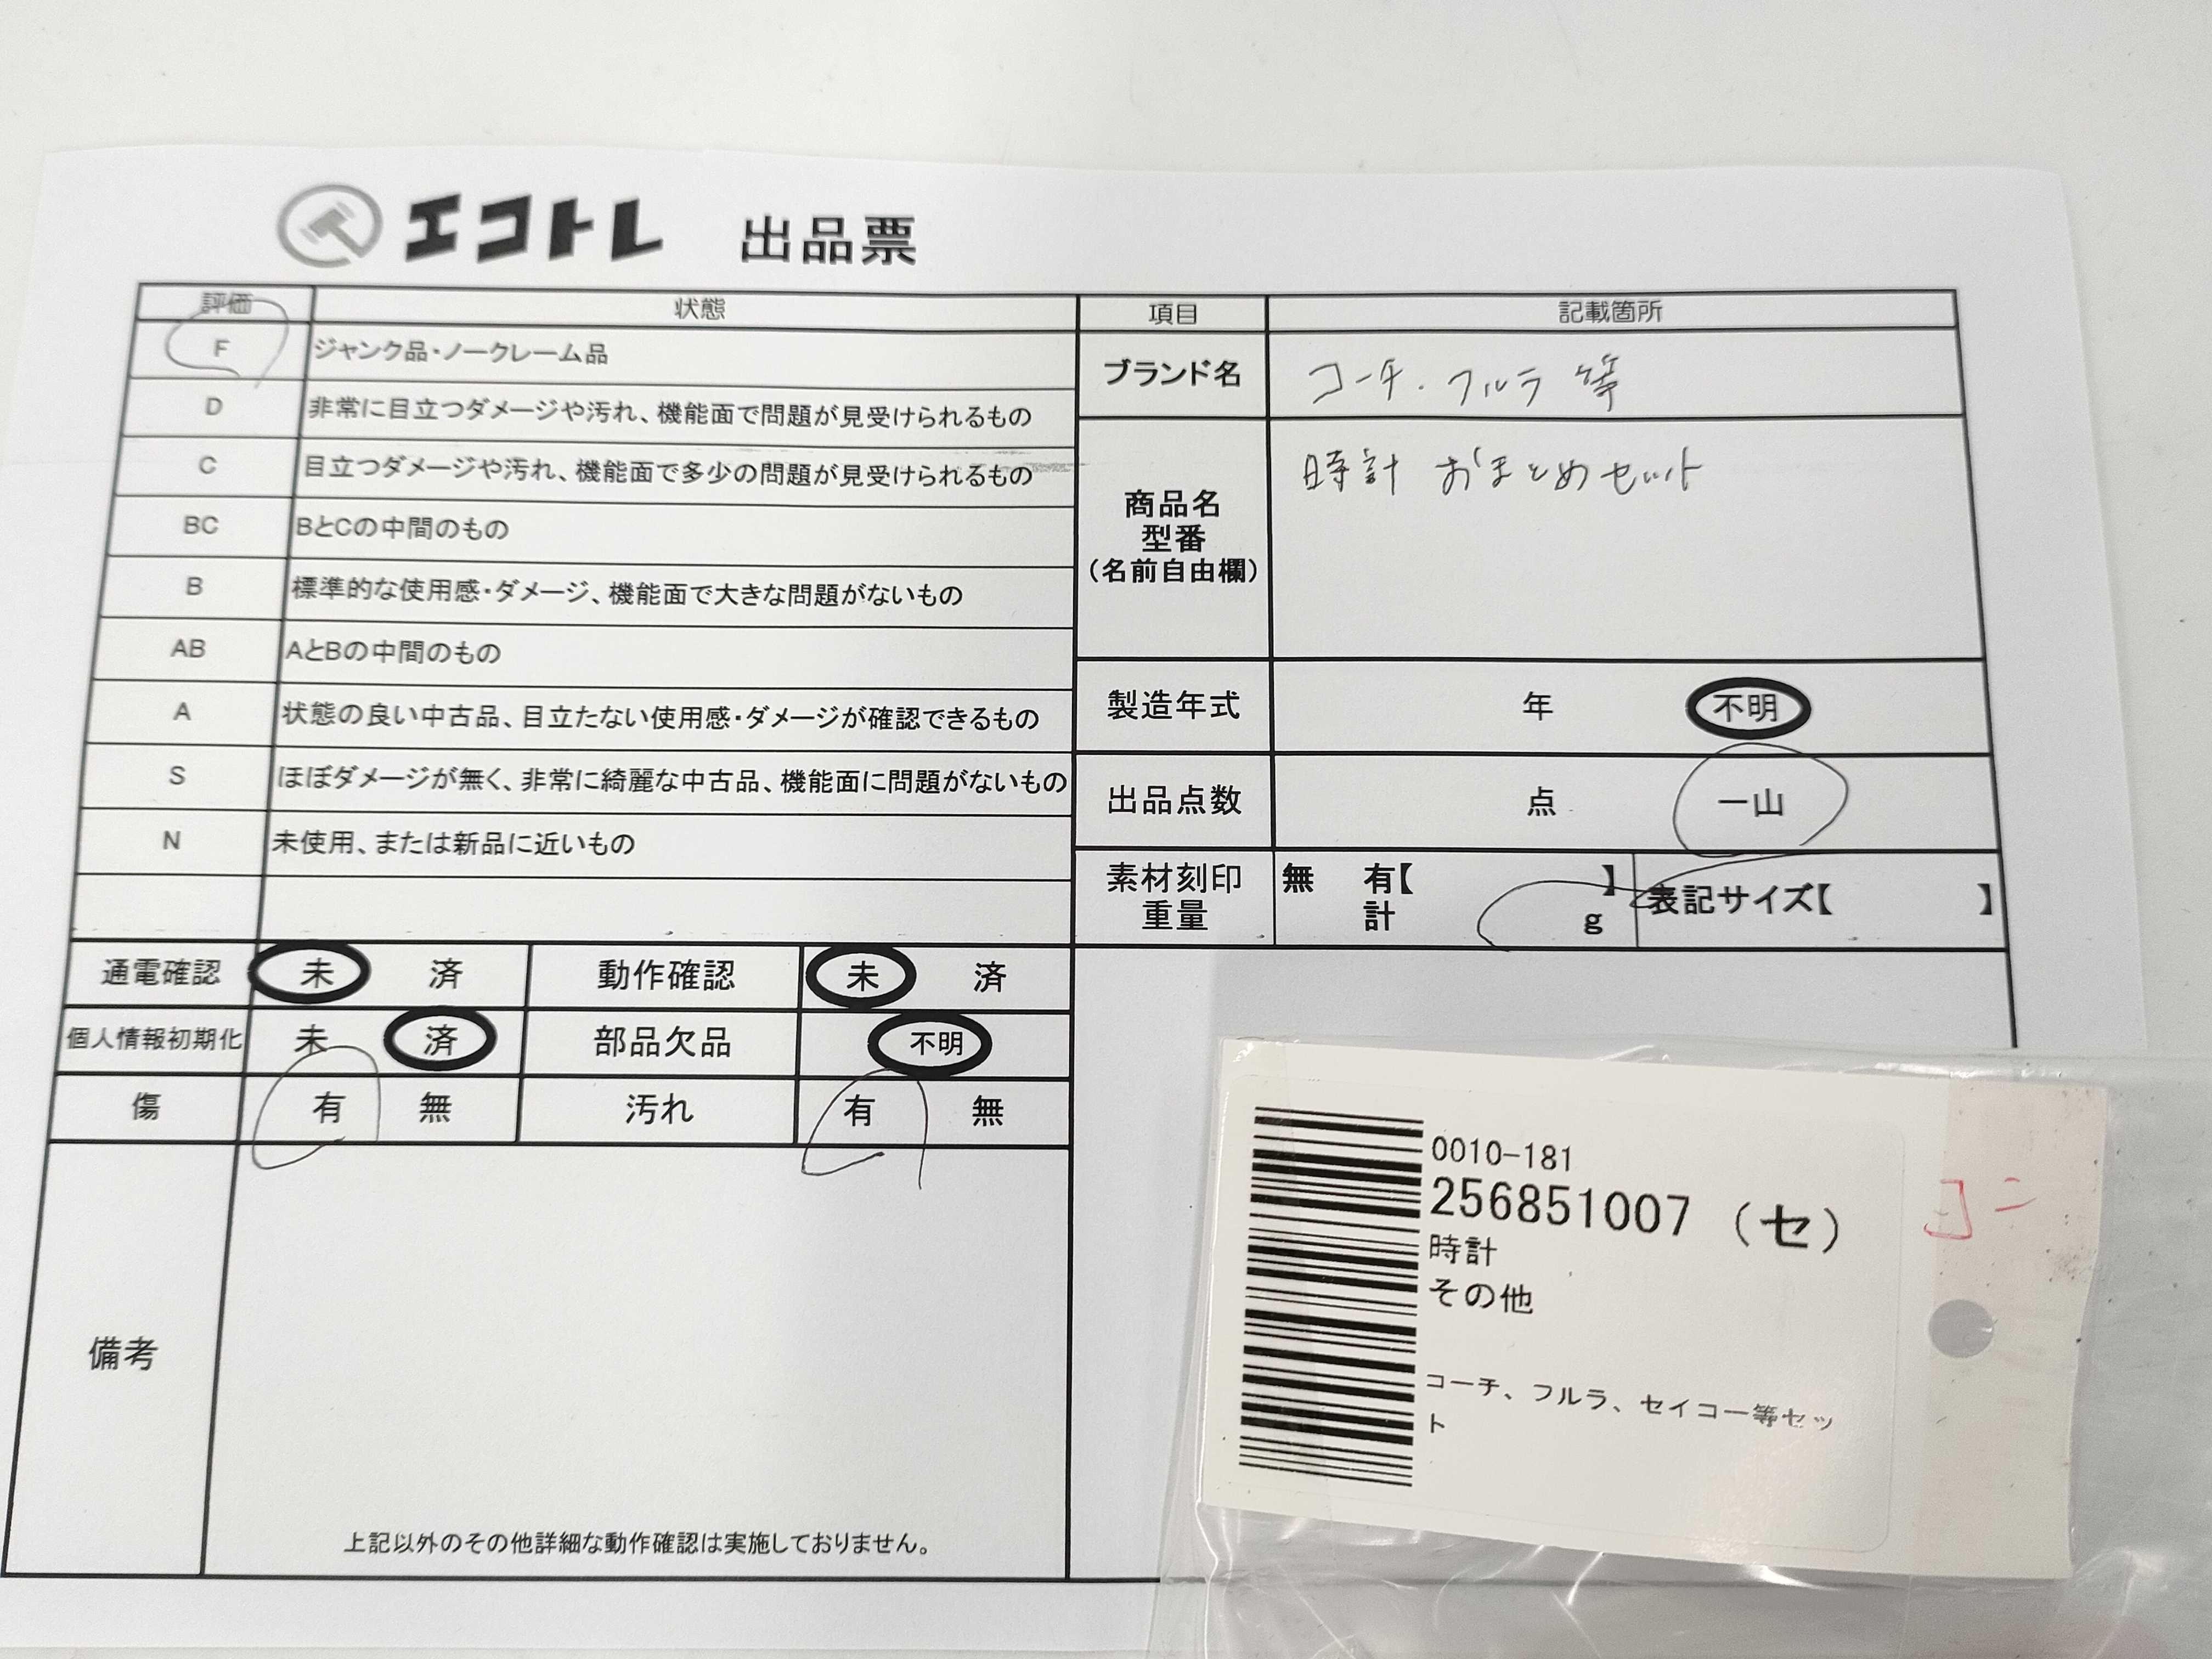 エコトレ 出品票
評価 状態
F ジャンク品・ノークレーム品
D 非常に目立つダメージや汚れ、機能面で問題が見受けられるもの
C 目立つダメージや汚れ、機能面で多少の問題が見受けられるもの
BC BとCの中間のもの
B 標準的な使用感・ダメージ、機能面で大きな問題がないもの
AB AとBの中間のもの
A 状態の良い中古品、目立たない使用感・ダメージが確認できるもの
S ほぼダメージが無く、非常に綺麗な中古品、機能面に問題がないもの
N 未使用、または新品に近いもの
項目 記載箇所
ブランド名 コーチ・フルラ 等
商品名
型番
(名前自由欄)
時計 おまとめセット
製造年式 年 不明
出品点数 点 一山
素材刻印 無 有【 】
重量 計 g
表記サイズ【 】
通電確認 未 済 動作確認 未 済
個人情報初期化 未 済 部品欠品 不明
傷 有 無 汚れ 有 無
備考
上記以外のその他詳細な動作確認は実施しておりません。
0010-181
256851007 (セ)
時計
その他
コーチ、フルラ、セイコー等セッ
ト